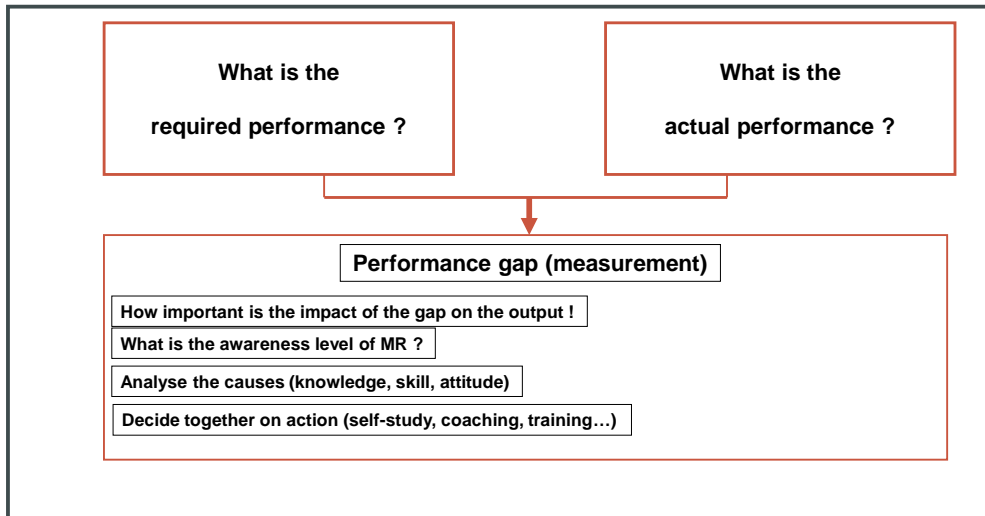 What is the
required performance ?
What is the
actual performance ?
Performance gap (measurement)
How important is the impact of the gap on the output !
What is the awareness level of MR ?
Analyse the causes (knowledge, skill, attitude)
Decide together on action (self-study, coaching, training…)